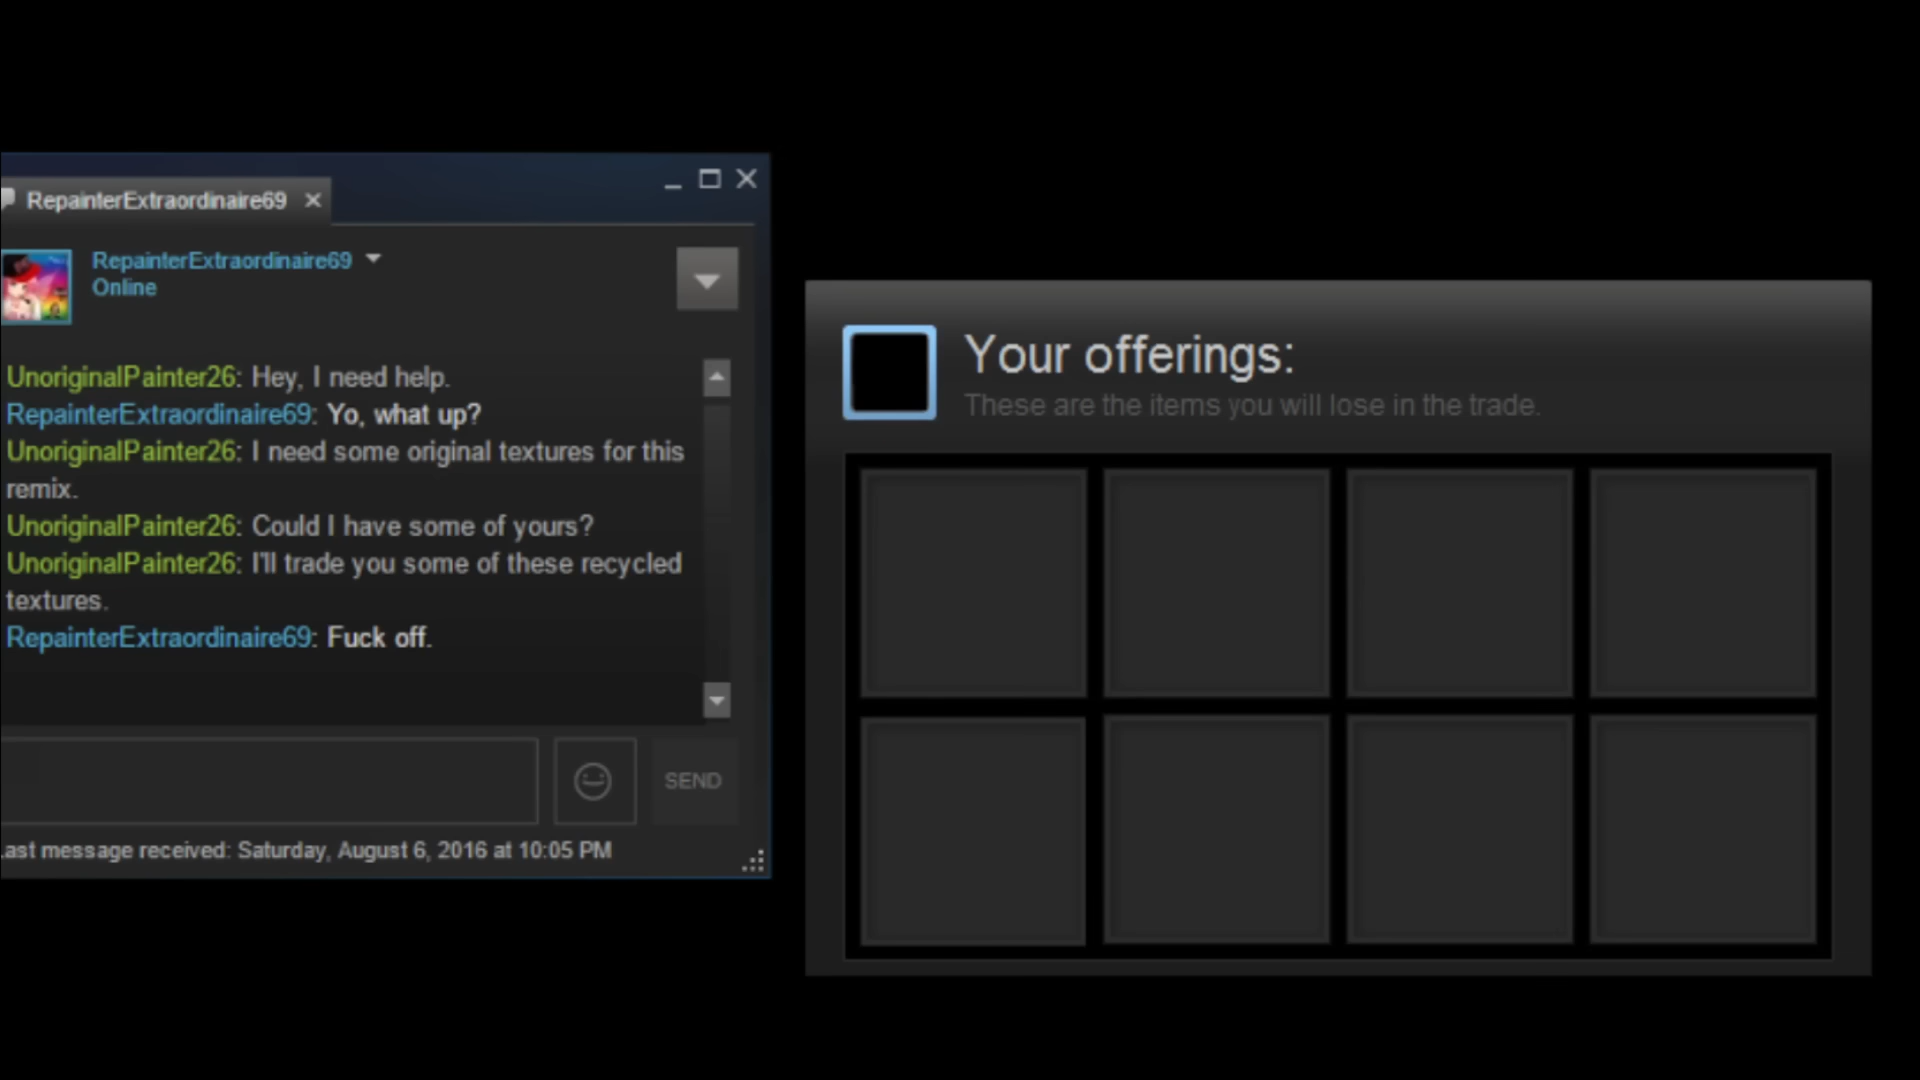 RepainterExtraordinaire69
RepainterExtraordinaire69
Online
UnoriginalPainter26: Hey, I need help.
RepainterExtraordinaire69: Yo, what up?
UnoriginalPainter26: I need some original textures for this
remix.
UnoriginalPainter26: Could I have some of yours?
UnoriginalPainter26: I'll trade you some of these recycled
textures.
RepainterExtraordinaire69: Fuck off.
SEND
ast message received: Saturday, August 6, 2016 at 10:05 PM
Your offerings:
These are the items you will lose in the trade.